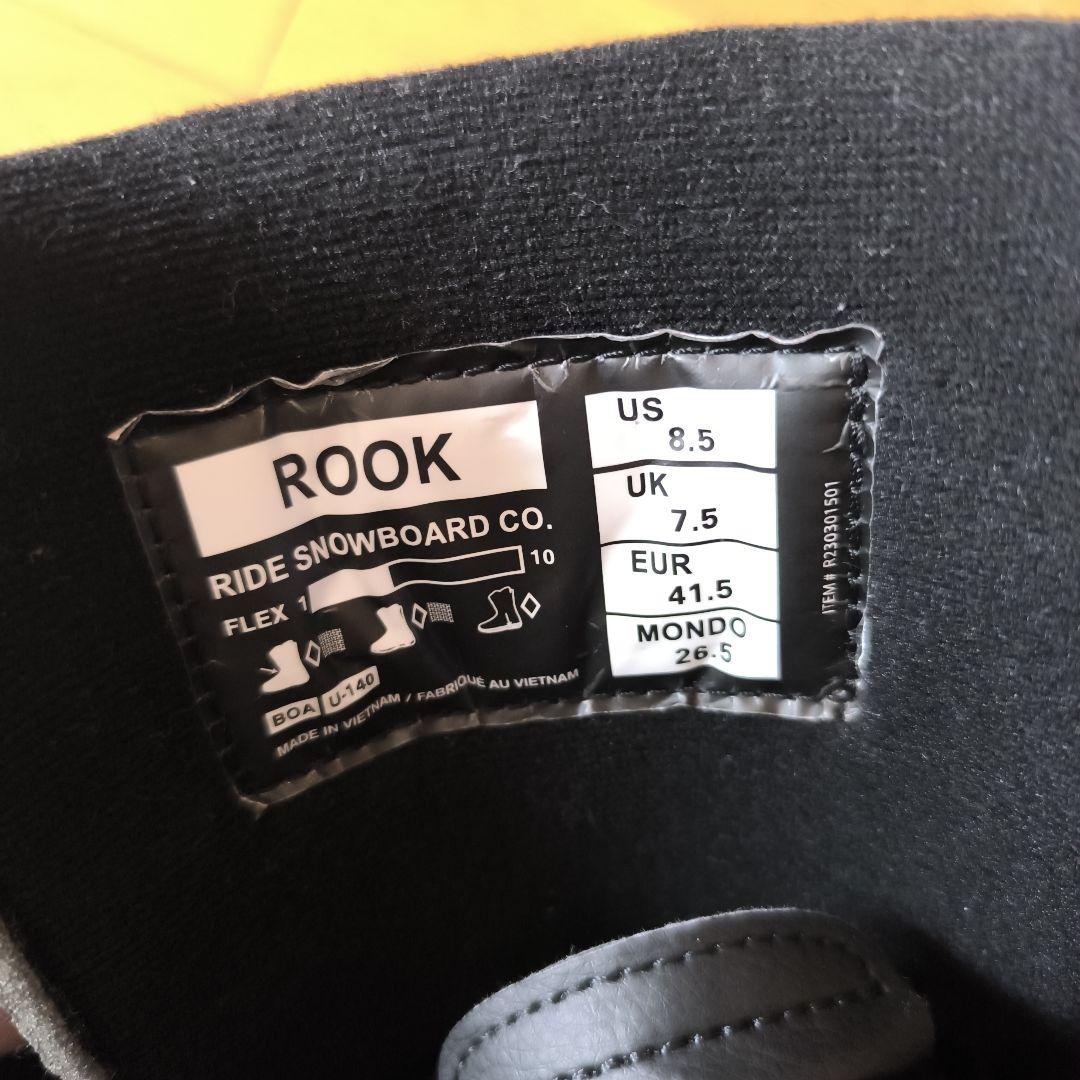 ROOK
RIDE SNOWBOARD CO.
FLEX 1 10
BOA U-140
MADE IN VIETNAM / FABRIQUÉ AU VIETNAM
US
8.5
UK
7.5
EUR
41.5
MONDO
26.5
ITEM# R230301501